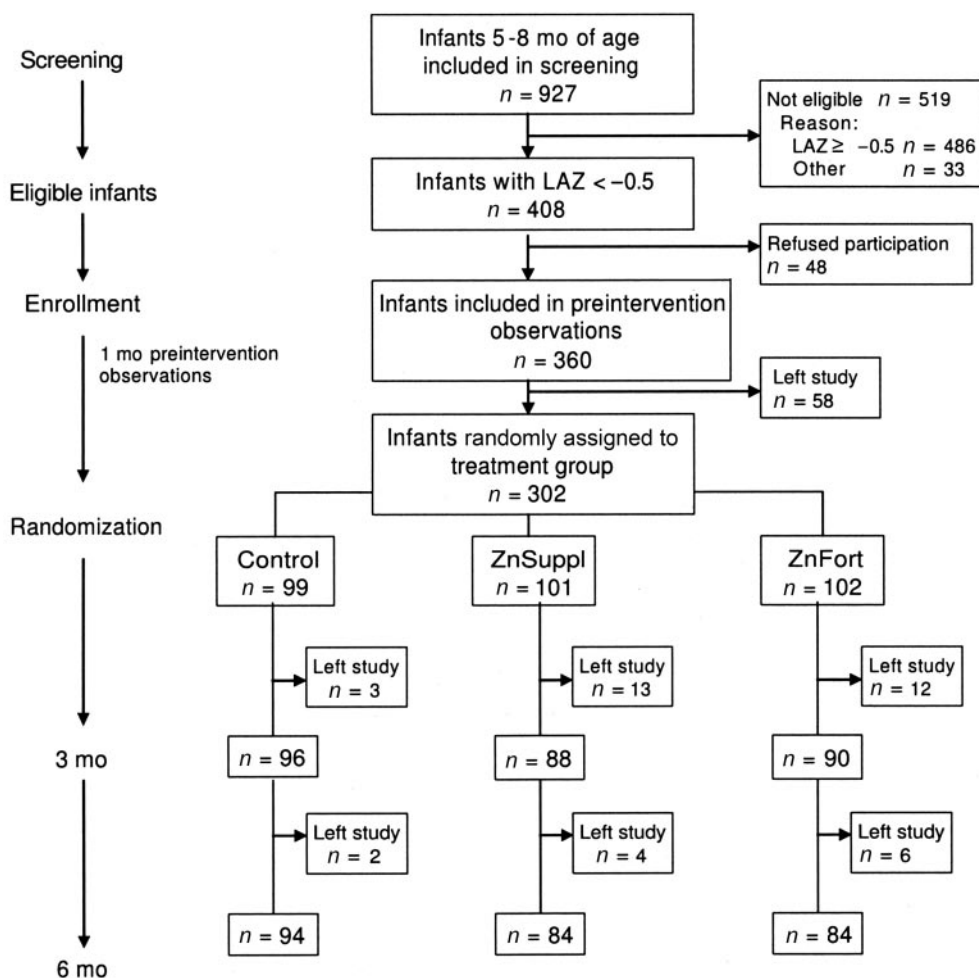 Screening
Infants 5-8 mo of age
included in screening
n = 927
Not eligible n = 519
Reason:
LAZ ≥ -0.5 n = 486
Other n = 33
Eligible infants
Infants with LAZ < -0.5
n = 408
Refused participation
n = 48
Enrollment
Infants included in preintervention
observations
n = 360
1 mo preintervention
observations
Left study
n = 58
Infants randomly assigned to
treatment group
n = 302
Randomization
Control
n = 99
ZnSuppl
n = 101
ZnFort
n = 102
Left study
n = 3
Left study
n = 13
Left study
n = 12
3 mo
n = 96
n = 88
n = 90
Left study
n = 2
Left study
n = 4
Left study
n = 6
n = 94
n = 84
n = 84
6 mo